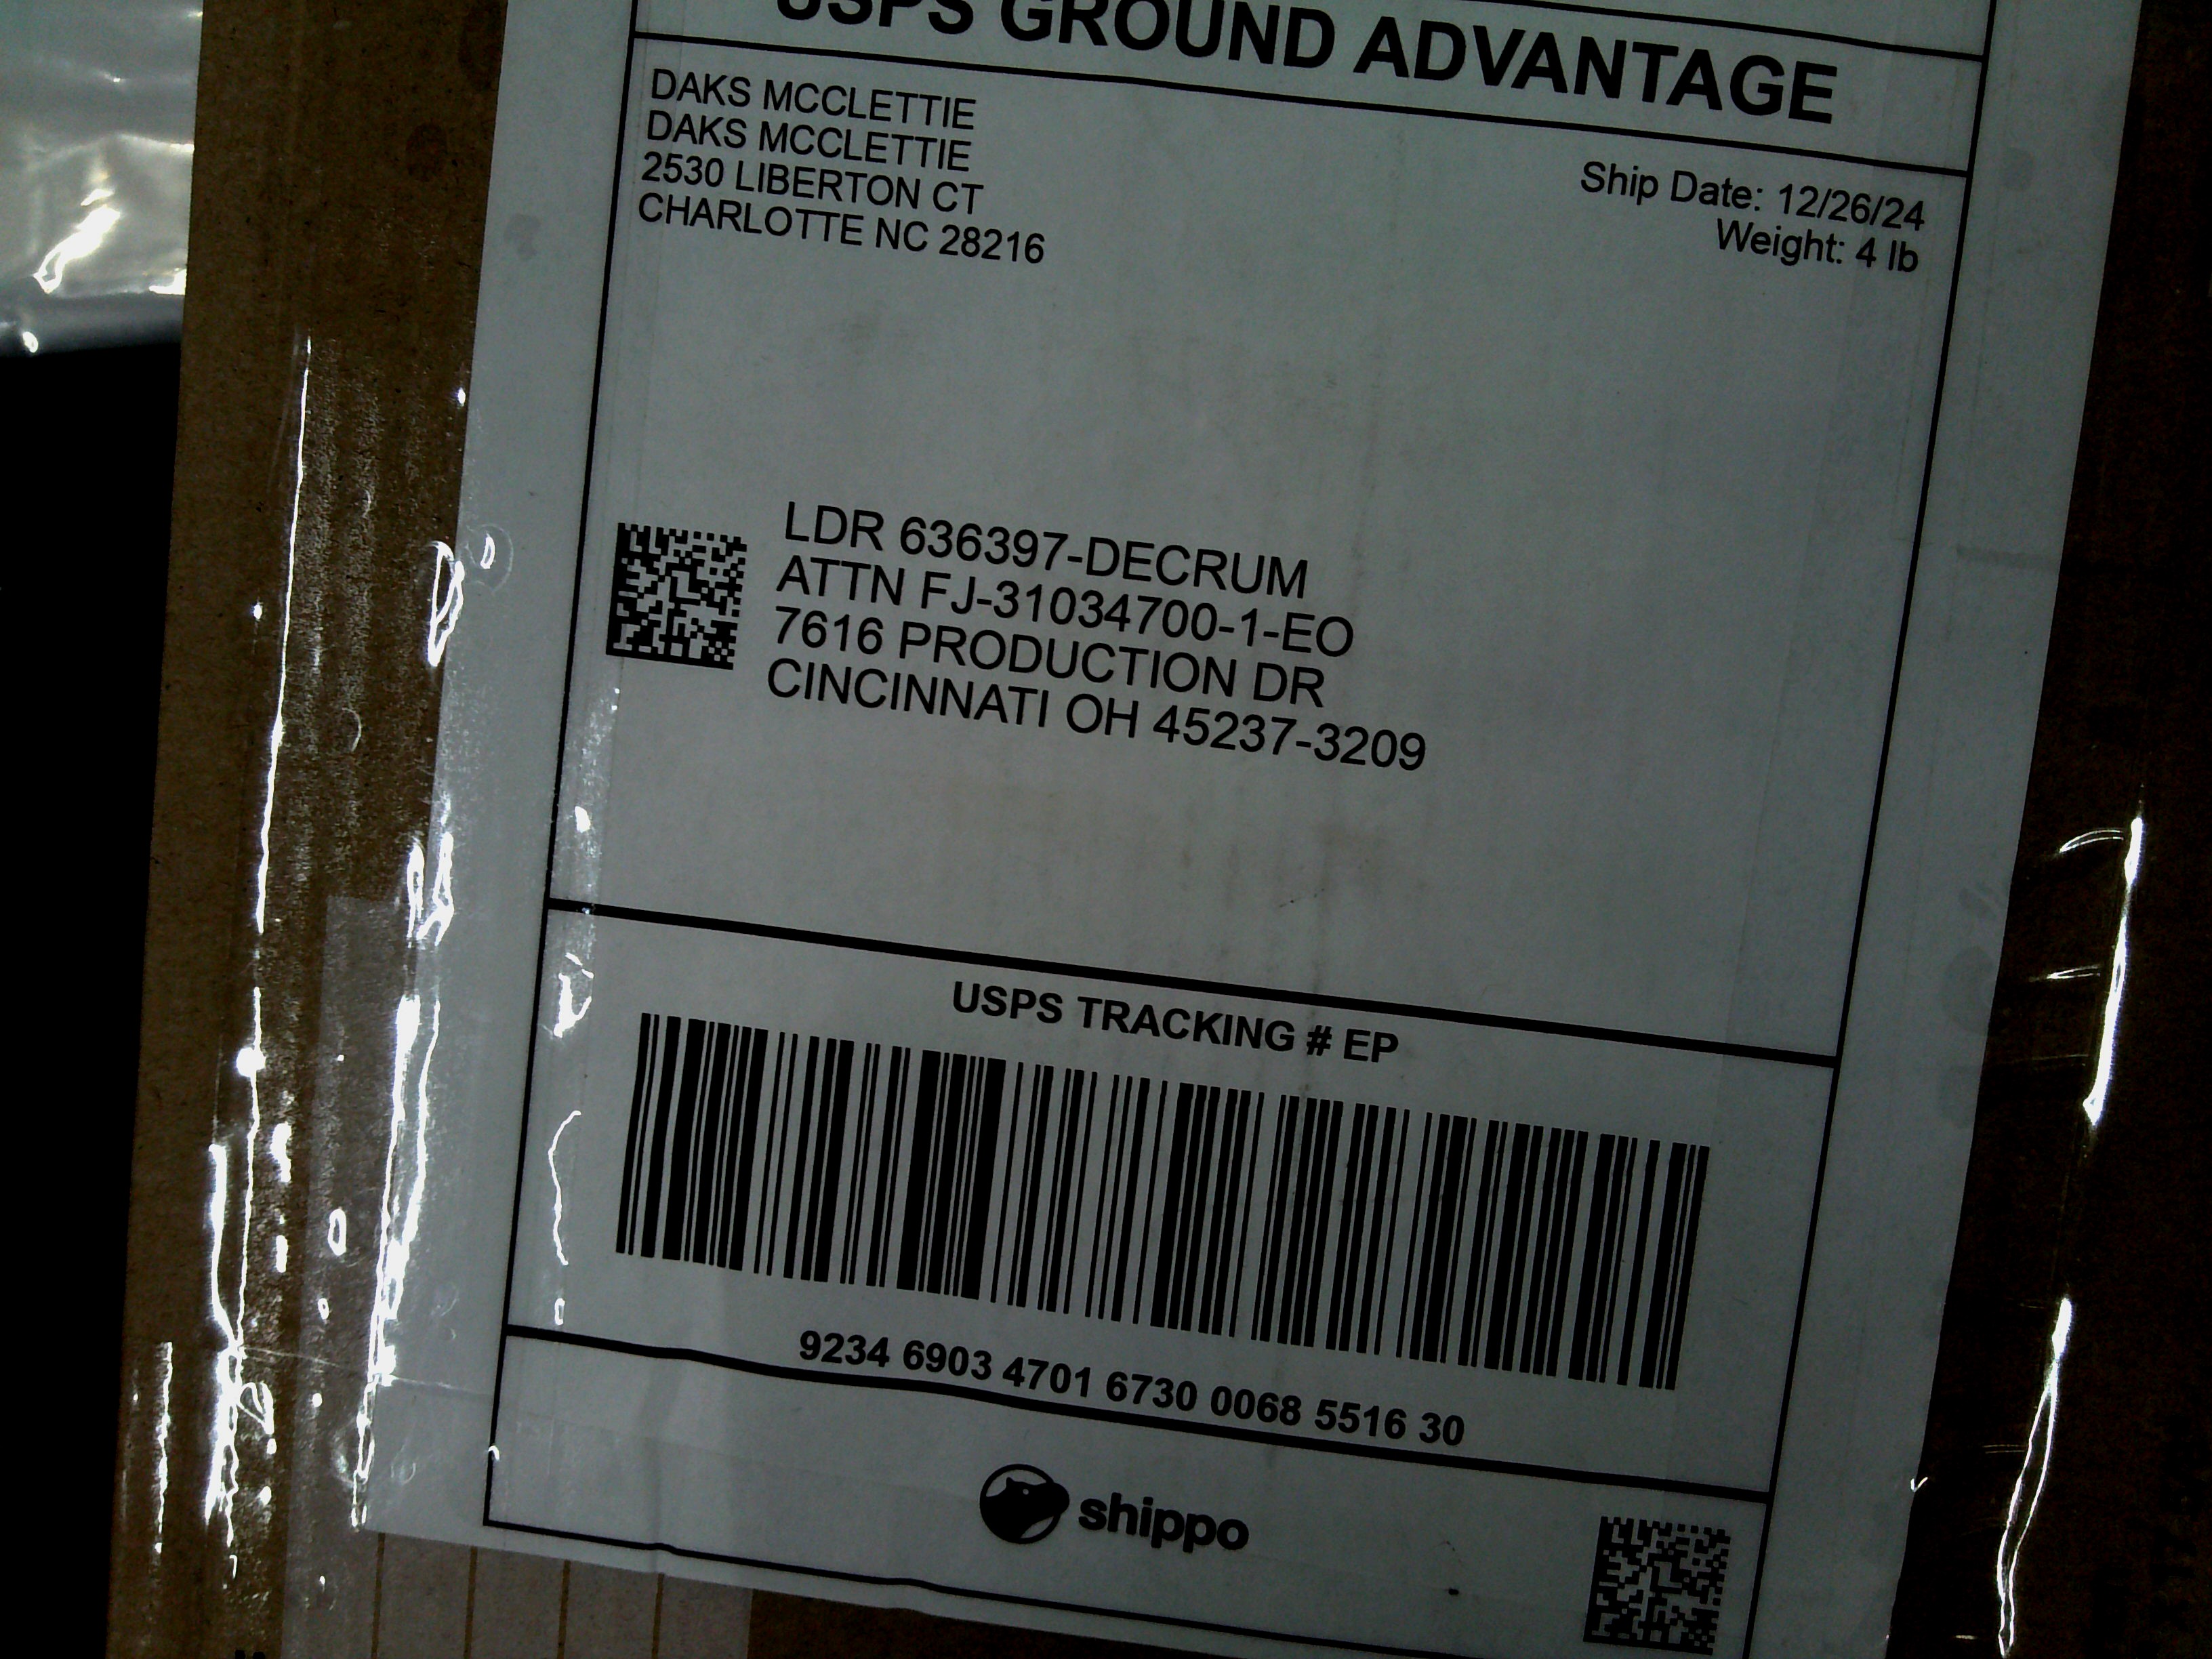 USPS GROUND ADVANTAGE
DAKS MCCLETTIE
DAKS MCCLETTIE
2530 LIBERTON CT
CHARLOTTE NC 28216
Ship Date: 12/26/24
Weight: 4 lb
LDR 636397-DECRUM
ATTN FJ-31034700-1-EO
7616 PRODUCTION DR
CINCINNATI OH 45237-3209
USPS TRACKING # EP
9234 6903 4701 6730 0068 5516 30
shippo